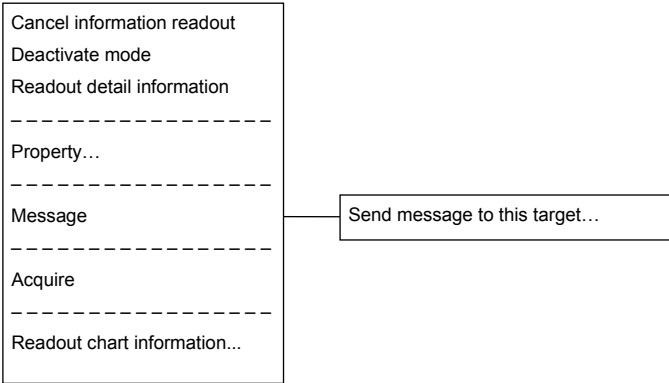 Cancel information readout
Deactivate mode
Readout detail information
Property…
Message
Send message to this target…
Acquire
Readout chart information...